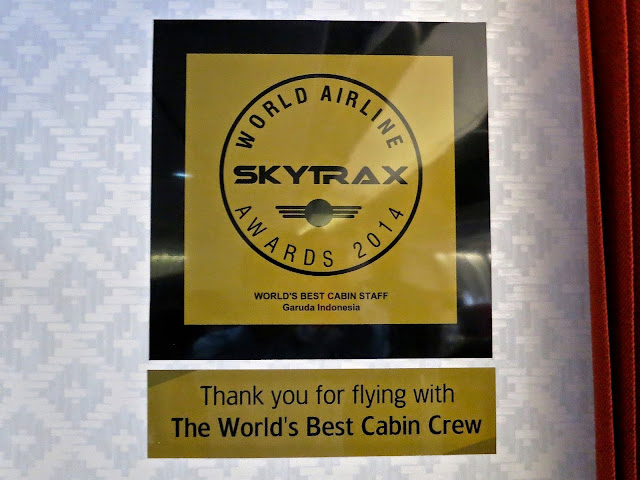 WORLD AIRLINE
SKYTRAX
AWARDS 2014
WORLD'S BEST CABIN STAFF
Garuda Indonesia
Thank you for flying with
The World's Best Cabin Crew